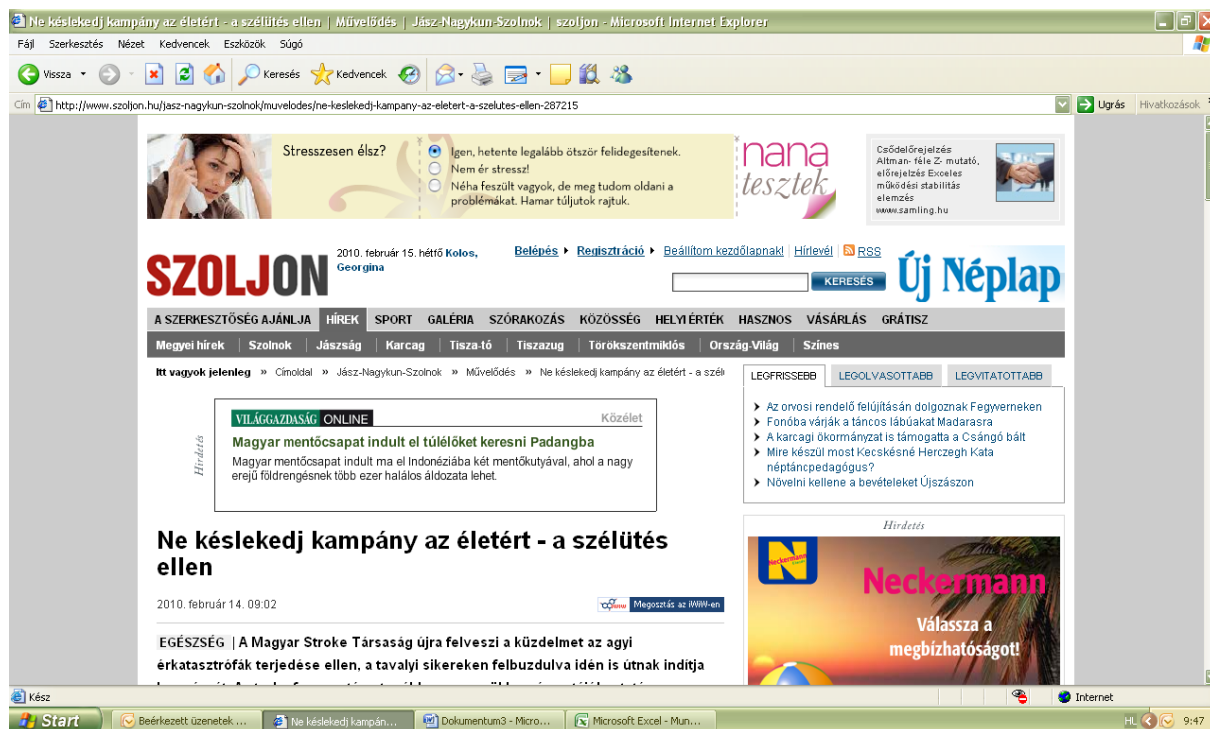 Ne késlekedj kampány az életért - a szélütés ellen | Művelődés | Jász-Nagykun-Szolnok | szoljon - Microsoft Internet Explorer
Fájl Szerkesztés Nézet Kedvencek Eszközök Súgó
Vissza Keresés Kedvencek
Cím http://www.szoljon.hu/jasz-nagykun-szolnok/muvelodes/ne-keslekedj-kampany-az-eletert-a-szelutes-ellen-287215 Ugrás Hivatkozások
Stresszesen élsz?
Igen, hetente legalább ötször felidegesítenek.
Nem ér stressz!
Néha feszült vagyok, de meg tudom oldani a
problémákat. Hamar túljutok rajtuk.
nana
tesztek
Csődelőrejelzés
Altman- féle Z- mutató,
előrejelzés Exceles
működési stabilitás
elemzés
www.samling.hu
SZOLJON
2010. február 15. hétfő Kolos,
Georgina
Belépés Regisztráció Beállítom kezdőlapnak! Hírlevél RSS
KERESÉS
Új Néplap
A SZERKESZTŐSÉG AJÁNLJA HÍREK SPORT GALÉRIA SZÓRAKOZÁS KÖZÖSSÉG HELYI ÉRTÉK HASZNOS VÁSÁRLÁS GRÁTISZ
Megyei hírek | Szolnok | Jászság | Karcag | Tisza-tó | Tiszazug | Törökszentmiklós | Ország-Világ | Színes
Itt vagyok jelenleg » Címoldal » Jász-Nagykun-Szolnok » Művelődés » Ne késlekedj kampány az életért - a szélü
Hirdetés
VILÁGGAZDASÁG ONLINE Közélet
Magyar mentőcsapat indult el túlélőket keresni Padangba
Magyar mentőcsapat indult ma el Indonéziába két mentőkutyával, ahol a nagy
erejű földrengésnek több ezer halálos áldozata lehet.
LEGFRISSEBB LEGOLVASOTTABB LEGVITATOTTABB
Az orvosi rendelő felújításán dolgoznak Fegyverneken
Fonóba várják a táncos lábúakat Madarasra
A karcagi ökormányzat is támogatta a Csángó bált
Mire készül most Kecskésné Herczegh Kata
néptáncpedagógus?
Növelni kellene a bevételeket Újszászon
Ne késlekedj kampány az életért - a szélütés
ellen
2010. február 14. 09:02
iWiW Megosztás az iWiW-en
EGÉSZSÉG | A Magyar Stroke Társaság újra felveszi a küzdelmet az agyi
érkatasztrófák terjedése ellen, a tavalyi sikereken felbuzdulva idén is útnak indítja
Hirdetés
Neckermann
Neckermann
Válassza a
megbízhatóságot!
Kész Internet
Start Beérkezett üzenetek ... Ne késlekedj kampán... Dokumentum3 - Micro... Microsoft Excel - Mun... HU 9:47